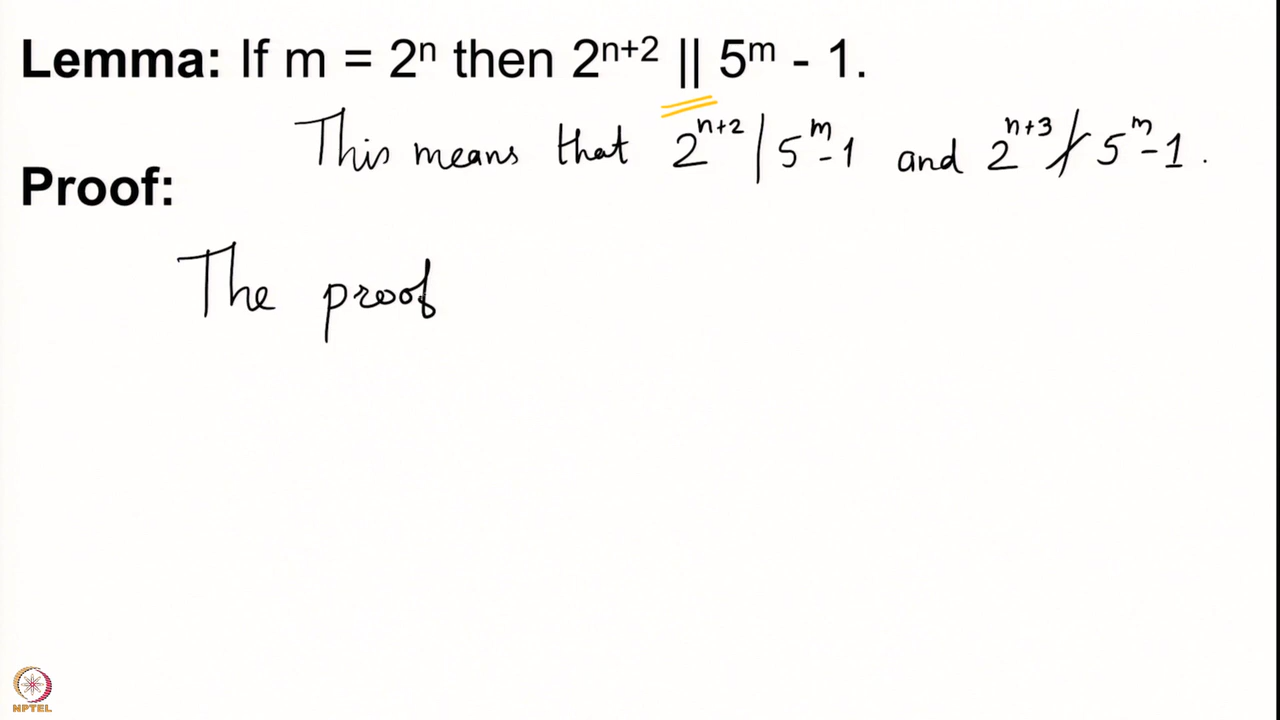 Lemma: If m = 2ⁿ then 2ⁿ⁺² || 5ᵐ - 1.
This means that 2ⁿ⁺² | 5ᵐ-1 and 2ⁿ⁺³ ∤ 5ᵐ-1.
Proof:
The proof
NPTEL